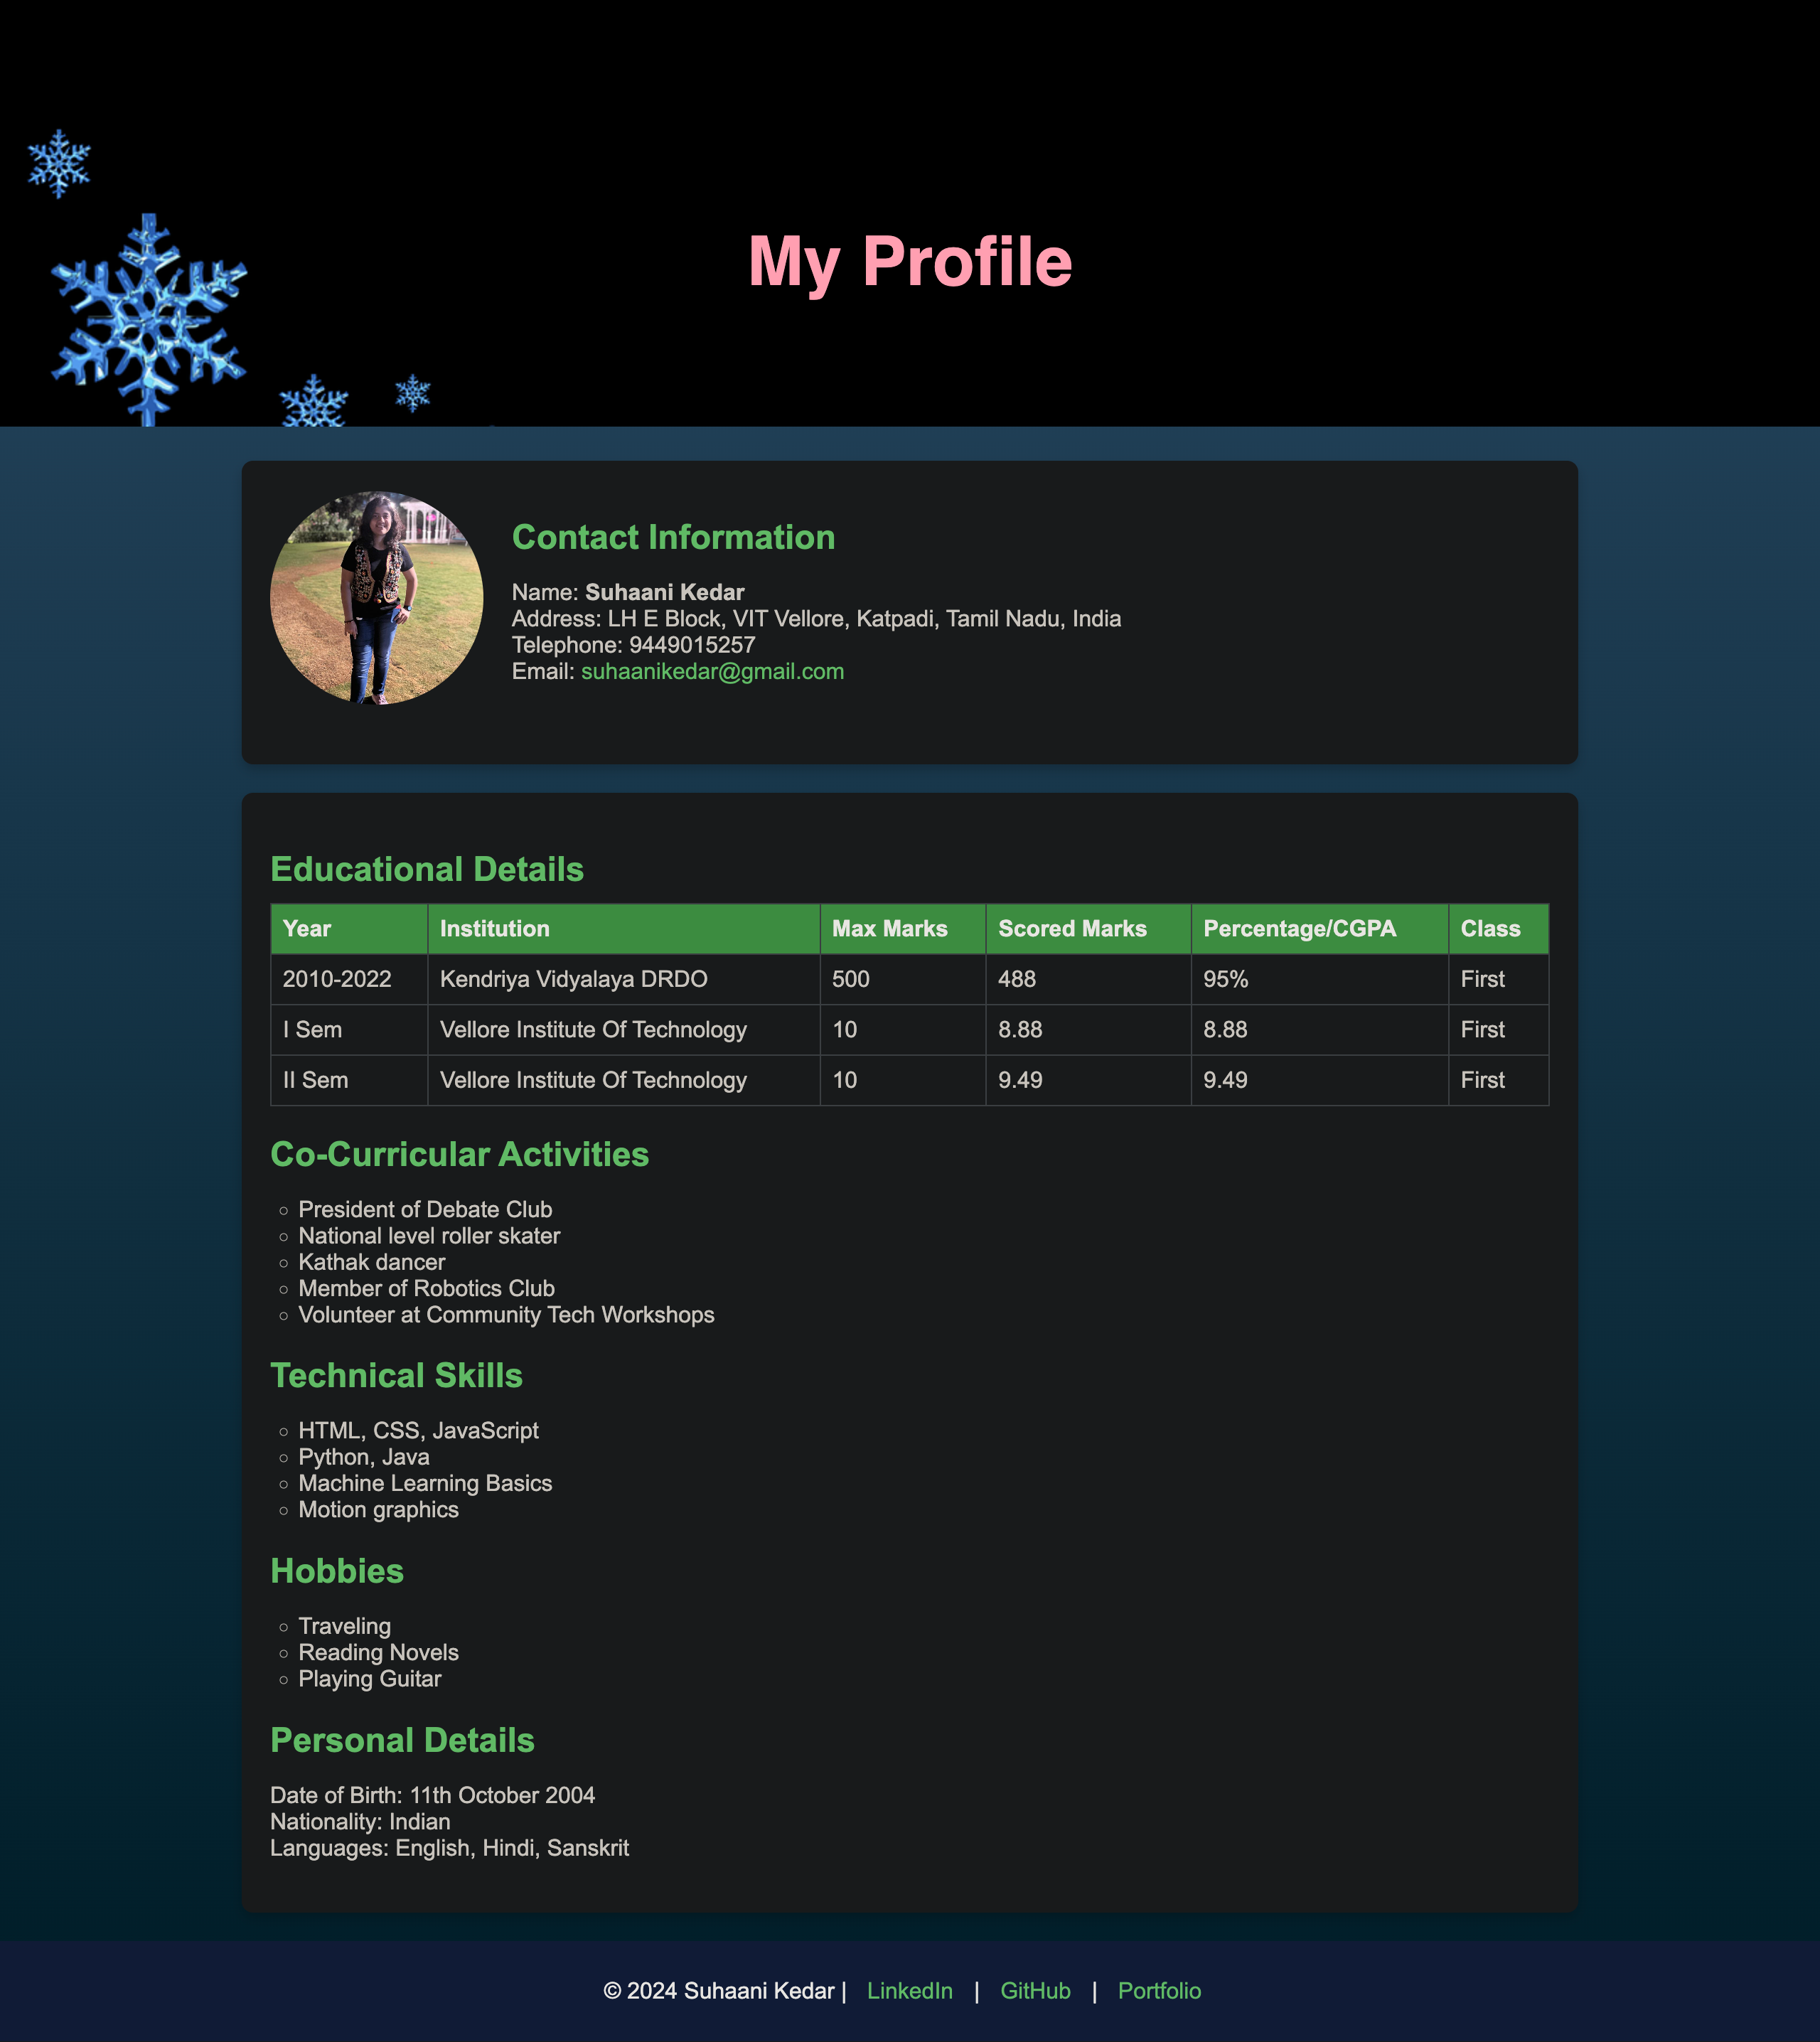 My Profile
Contact Information
Name: Suhaani Kedar
Address: LH E Block, VIT Vellore, Katpadi, Tamil Nadu, India
Telephone: 9449015257
Email: suhaanikedar@gmail.com
Educational Details
Year Institution Max Marks Scored Marks Percentage/CGPA Class
2010-2022 Kendriya Vidyalaya DRDO 500 488 95% First
I Sem Vellore Institute Of Technology 10 8.88 8.88 First
II Sem Vellore Institute Of Technology 10 9.49 9.49 First
Co-Curricular Activities
President of Debate Club
National level roller skater
Kathak dancer
Member of Robotics Club
Volunteer at Community Tech Workshops
Technical Skills
HTML, CSS, JavaScript
Python, Java
Machine Learning Basics
Motion graphics
Hobbies
Traveling
Reading Novels
Playing Guitar
Personal Details
Date of Birth: 11th October 2004
Nationality: Indian
Languages: English, Hindi, Sanskrit
© 2024 Suhaani Kedar | LinkedIn | GitHub | Portfolio